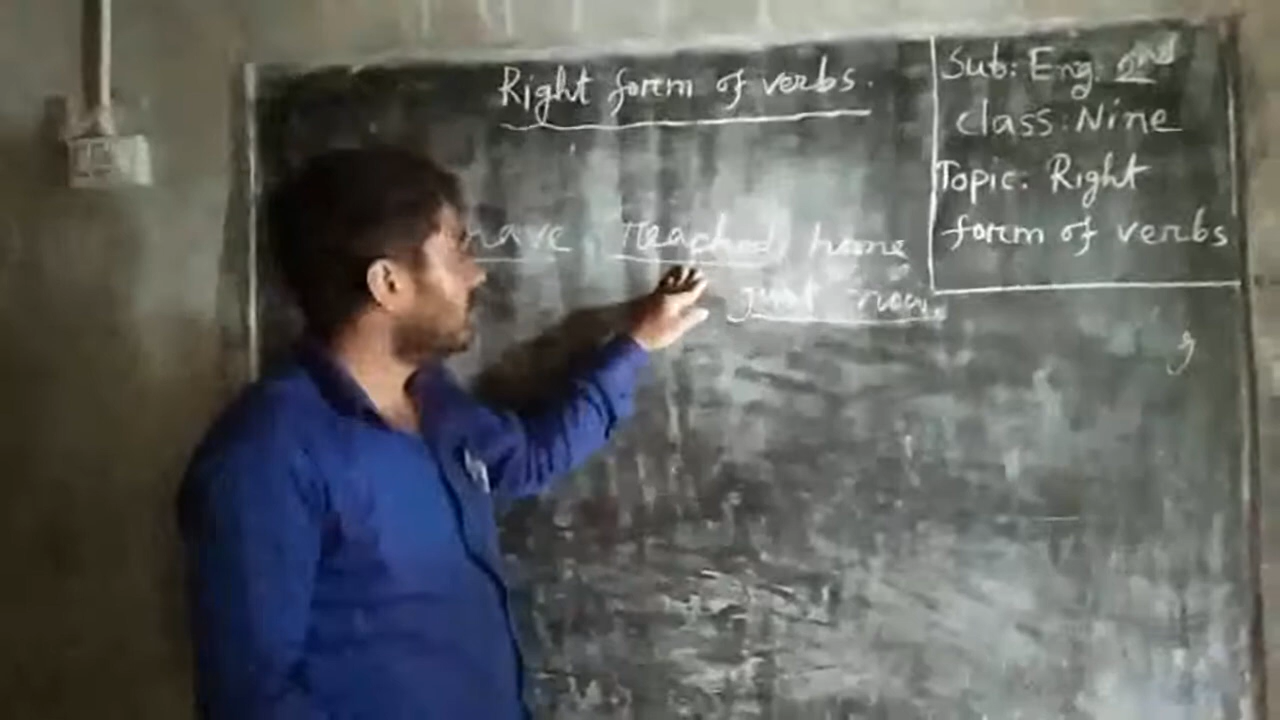 Right form of verbs.
have reached home
just now.
Sub: Eng. 2nd
class: Nine
Topic: Right
form of verbs